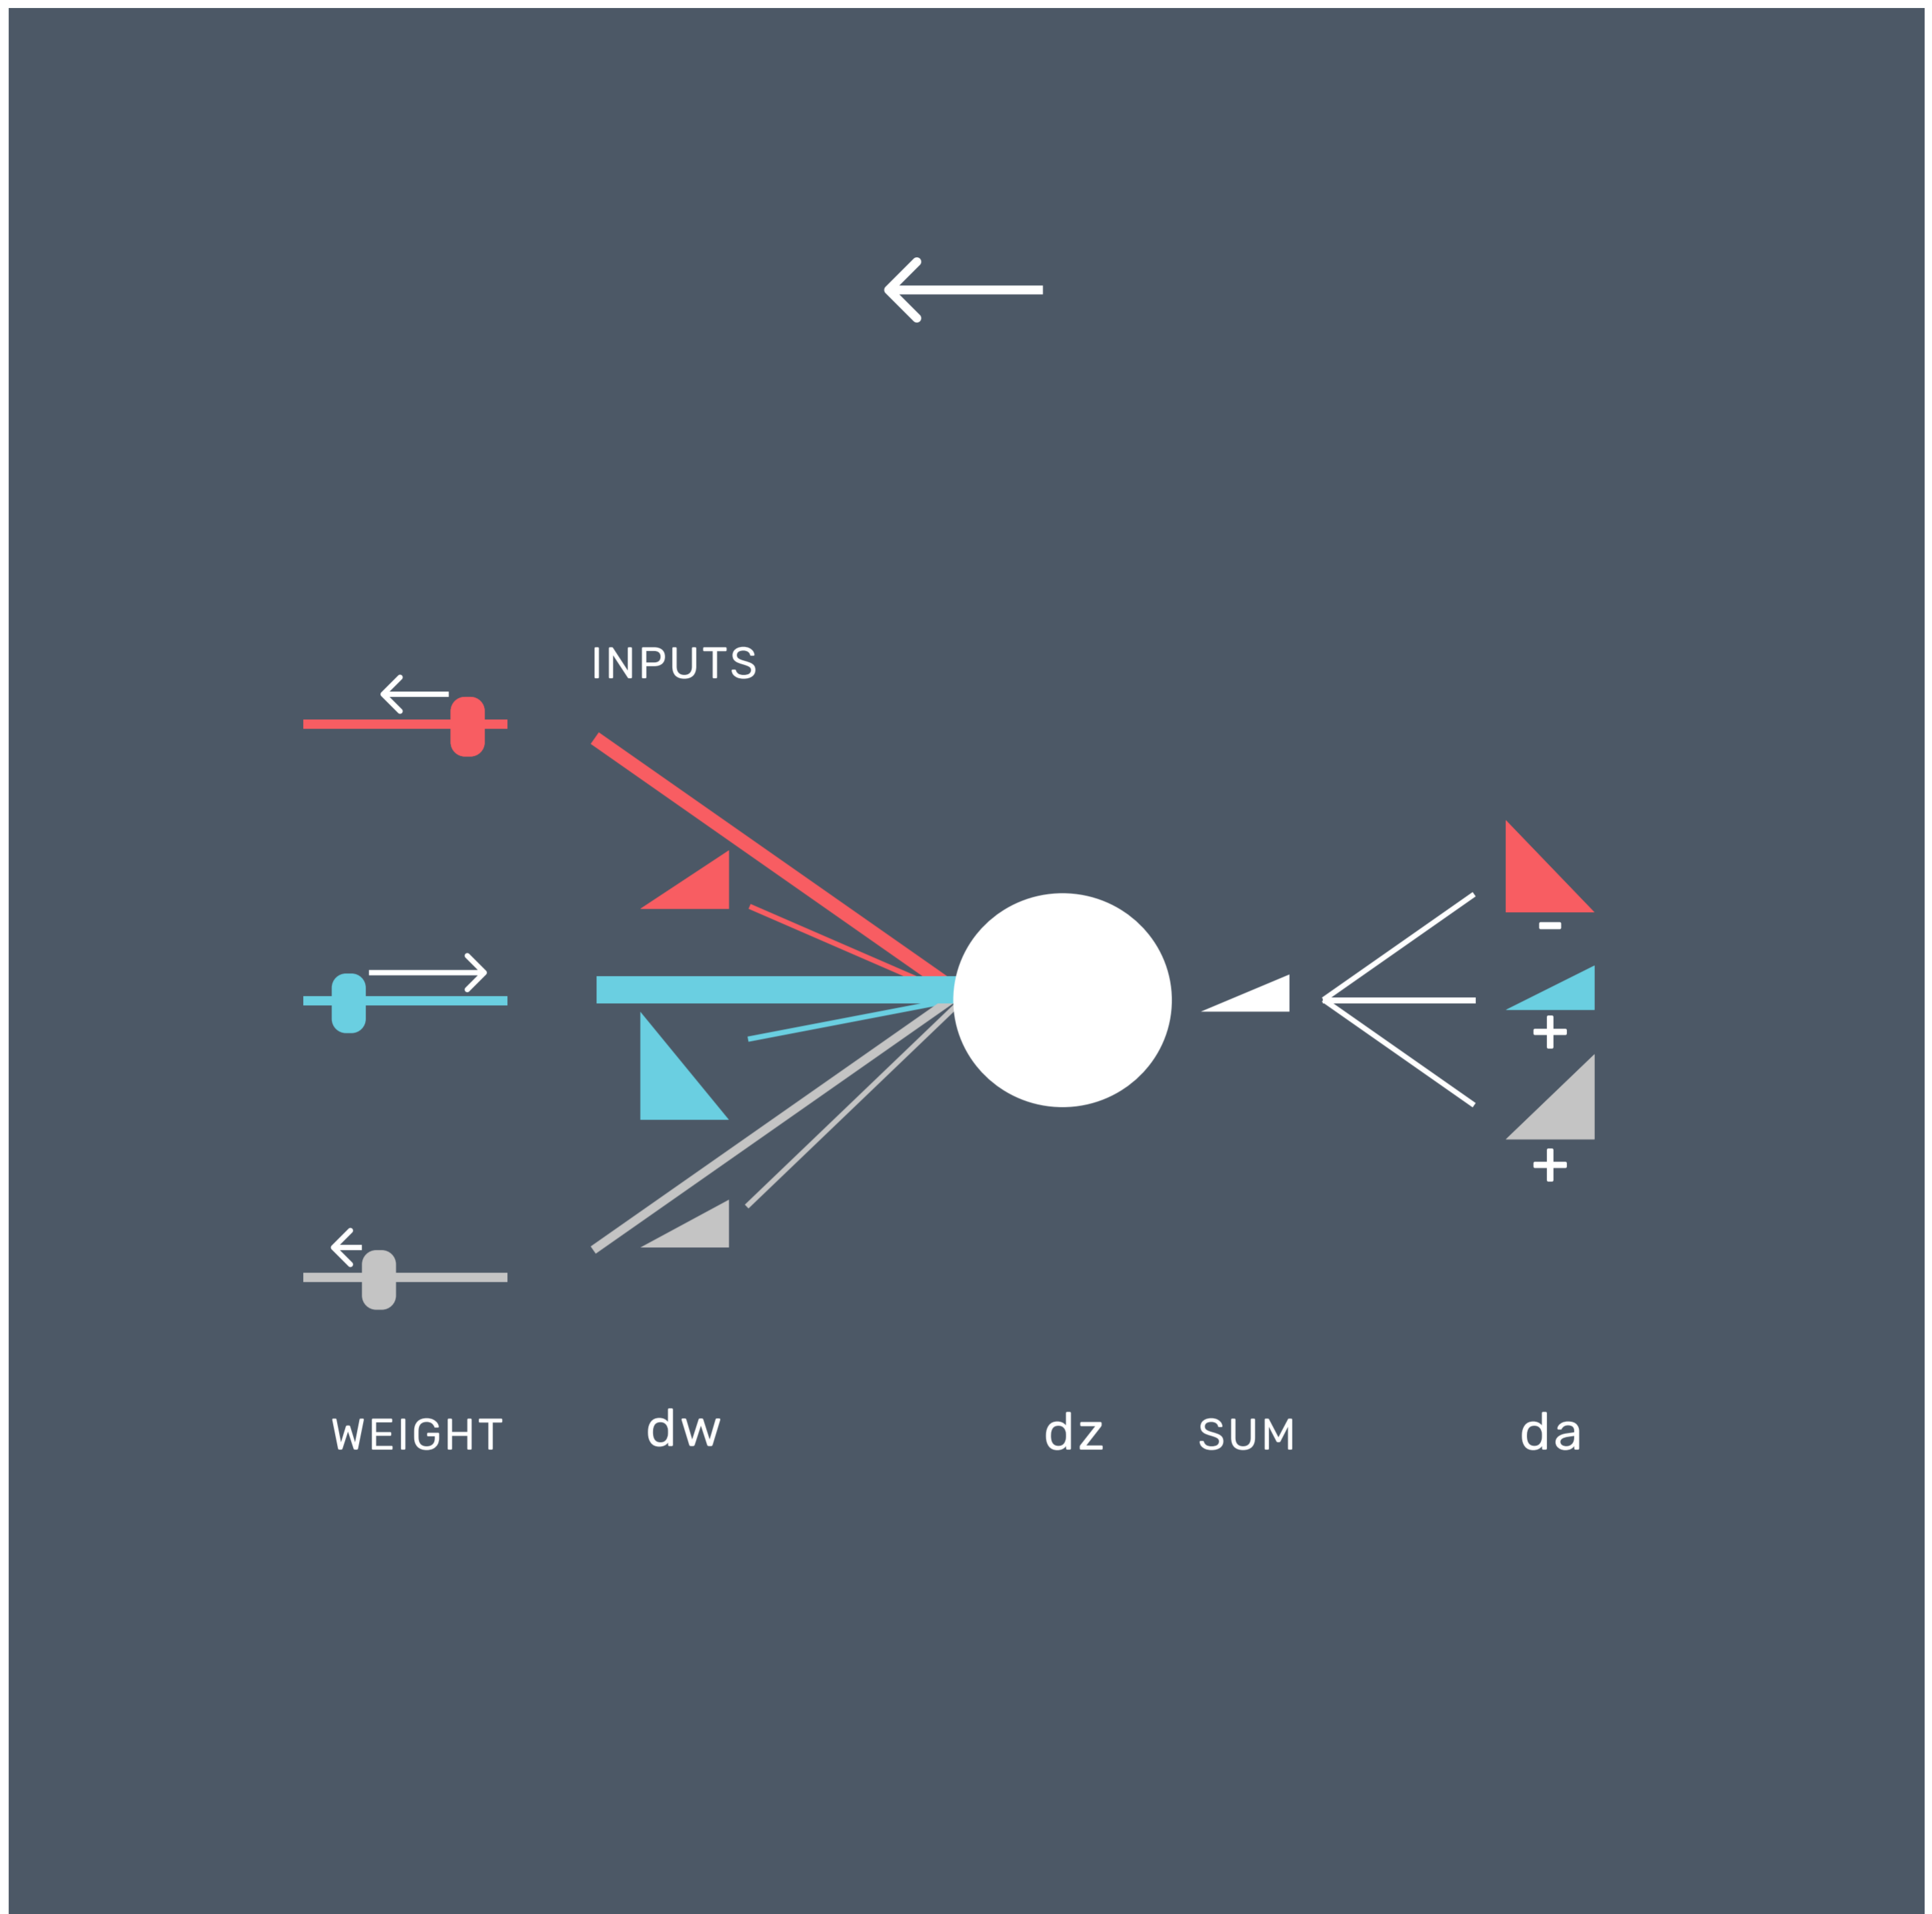 INPUTS
-
+
+
WEIGHT
dw
dz
SUM
da